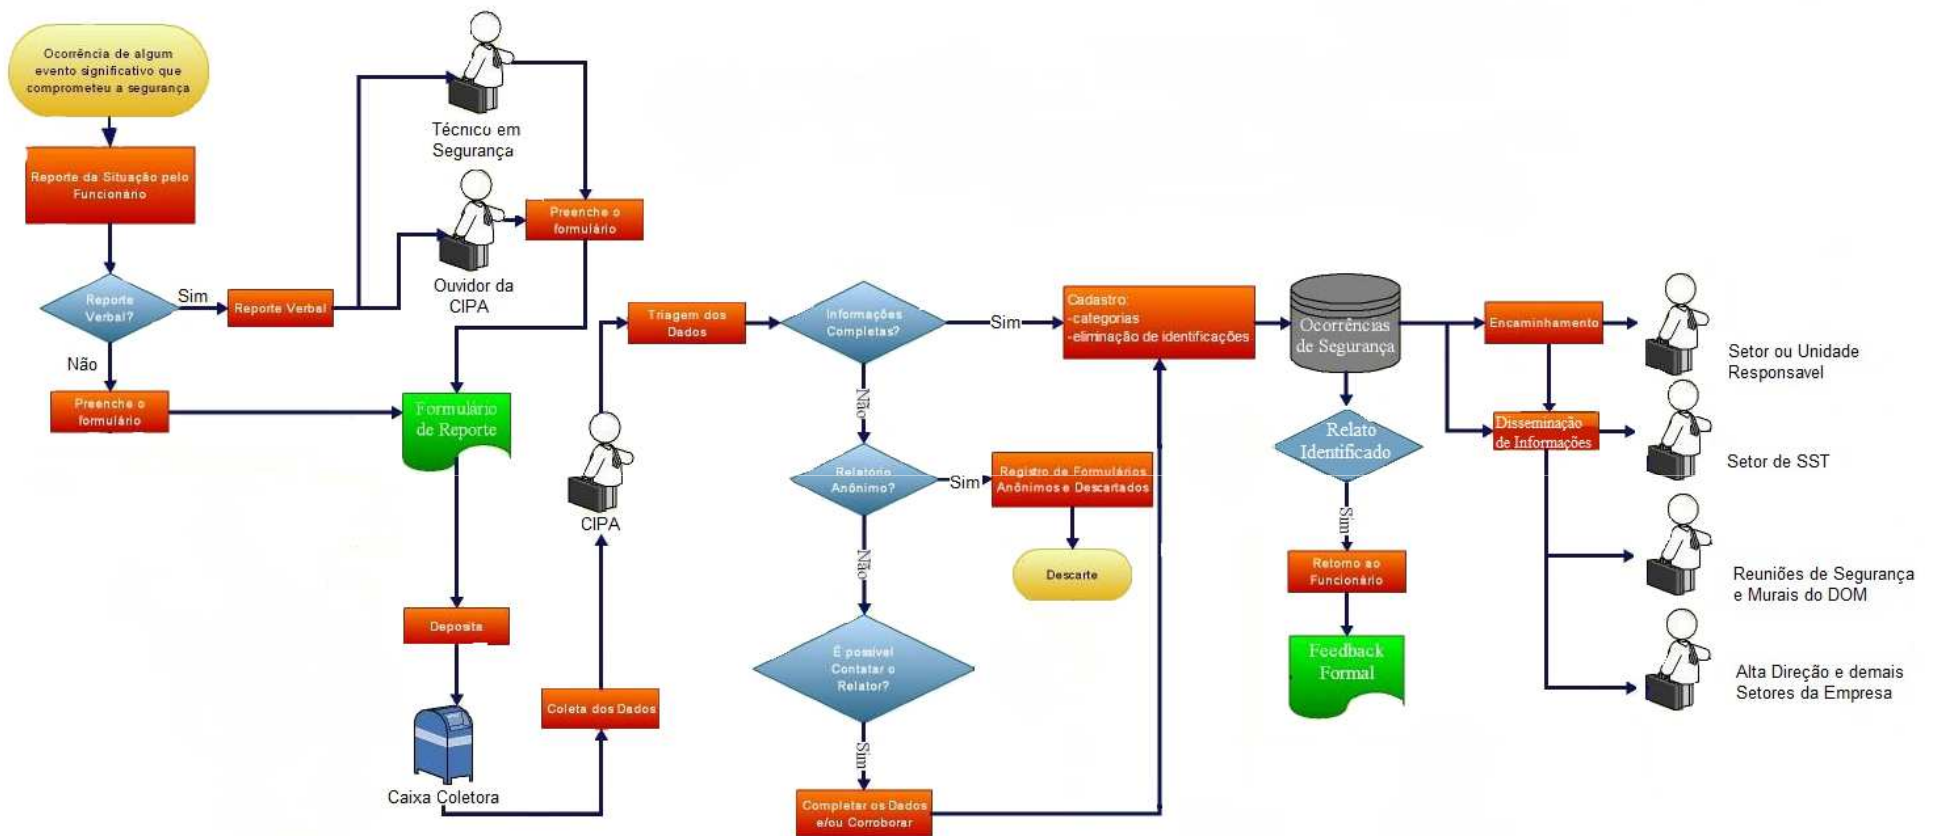 Ocorrência de algum
evento significativo que
comprometeu a segurança
Reporte da Situação pelo
Funcionário
Reporte
Verbal?
Sim
Reporte Verbal
Não
Preenche o
formulário
Técnico em
Segurança
Ouvidor da
CIPA
Preenche o
formulário
Formulário
de Reporte
Deposita
Caixa Coletora
Coleta dos Dados
CIPA
Triagem dos
Dados
Informações
Completas?
Sim
Não
Relatório
Anônimo?
Sim
Registro de Formulários
Anônimos e Descartados
Descarte
Não
É possível
Contatar o
Relator?
Sim
Completar os Dados
e/ou Corroborar
Cadastro:
-categorias
-eliminação de identificações
Ocorrências
de Segurança
Relato
Identificado
Sim
Retorno ao
Funcionário
Feedback
Formal
Encaminhamento
Disseminação
de Informações
Setor ou Unidade
Responsavel
Setor de SST
Reuniões de Segurança
e Murais do DOM
Alta Direção e demais
Setores da Empresa